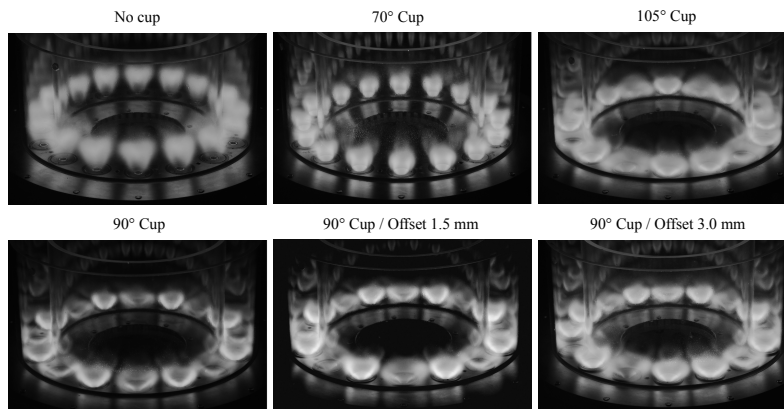 No cup
70° Cup
105° Cup
90° Cup
90° Cup / Offset 1.5 mm
90° Cup / Offset 3.0 mm